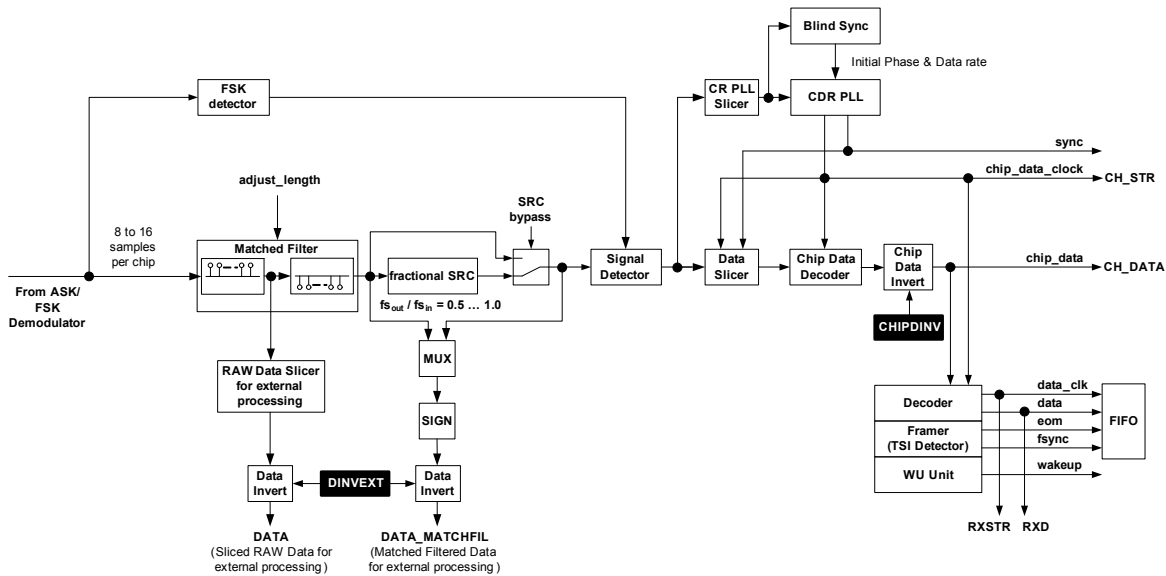 Blind Sync
Initial Phase & Data rate
FSK
detector
CR PLL
Slicer
CDR PLL
sync
adjust_length
chip_data_clock
CH_STR
SRC
bypass
8 to 16
samples
per chip
Matched Filter
fractional SRC
Signal
Detector
Data
Slicer
Chip Data
Decoder
Chip
Data
Invert
chip_data
CH_DATA
From ASK/
FSK
Demodulator
fsout / fsin = 0.5 ... 1.0
CHIPDINV
MUX
RAW Data Slicer
for external
processing
SIGN
Decoder
Framer
(TSI Detector)
WU Unit
data_clk
data
eom
fsync
wakeup
FIFO
Data
Invert
DINVEXT
Data
Invert
RXSTR
RXD
DATA
(Sliced RAW Data for
external processing )
DATA_MATCHFIL
(Matched Filtered Data
for external processing )